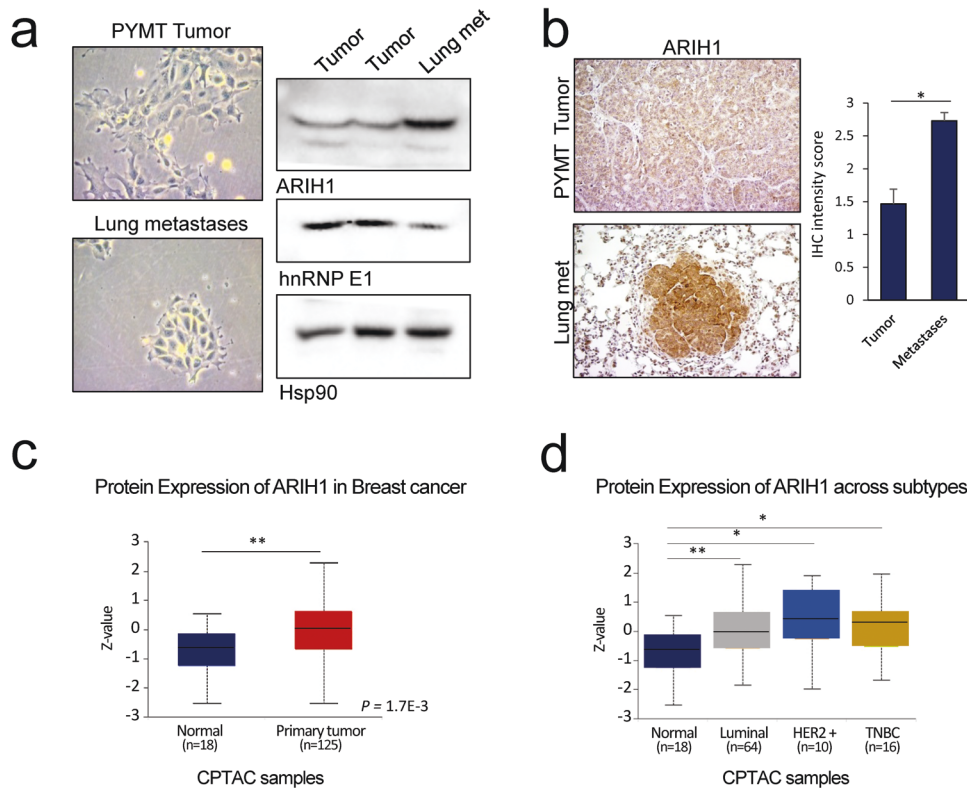 a
PYMT Tumor
Tumor
Tumor
Lung met
ARIH1
Lung metastases
hnRNP E1
Hsp90
b
ARIH1
PYMT Tumor
Lung met
IHC intensity score
3
2.5
2
1.5
1
0.5
0
*
Tumor
Metastases
c
Protein Expression of ARIH1 in Breast cancer
Z-value
3
2
1
0
-1
-2
-3
**
P = 1.7E-3
Normal
(n=18)
Primary tumor
(n=125)
CPTAC samples
d
Protein Expression of ARIH1 across subtypes
Z-value
3
2
1
0
-1
-2
-3
*
*
**
Normal
(n=18)
Luminal
(n=64)
HER2 +
(n=10)
TNBC
(n=16)
CPTAC samples